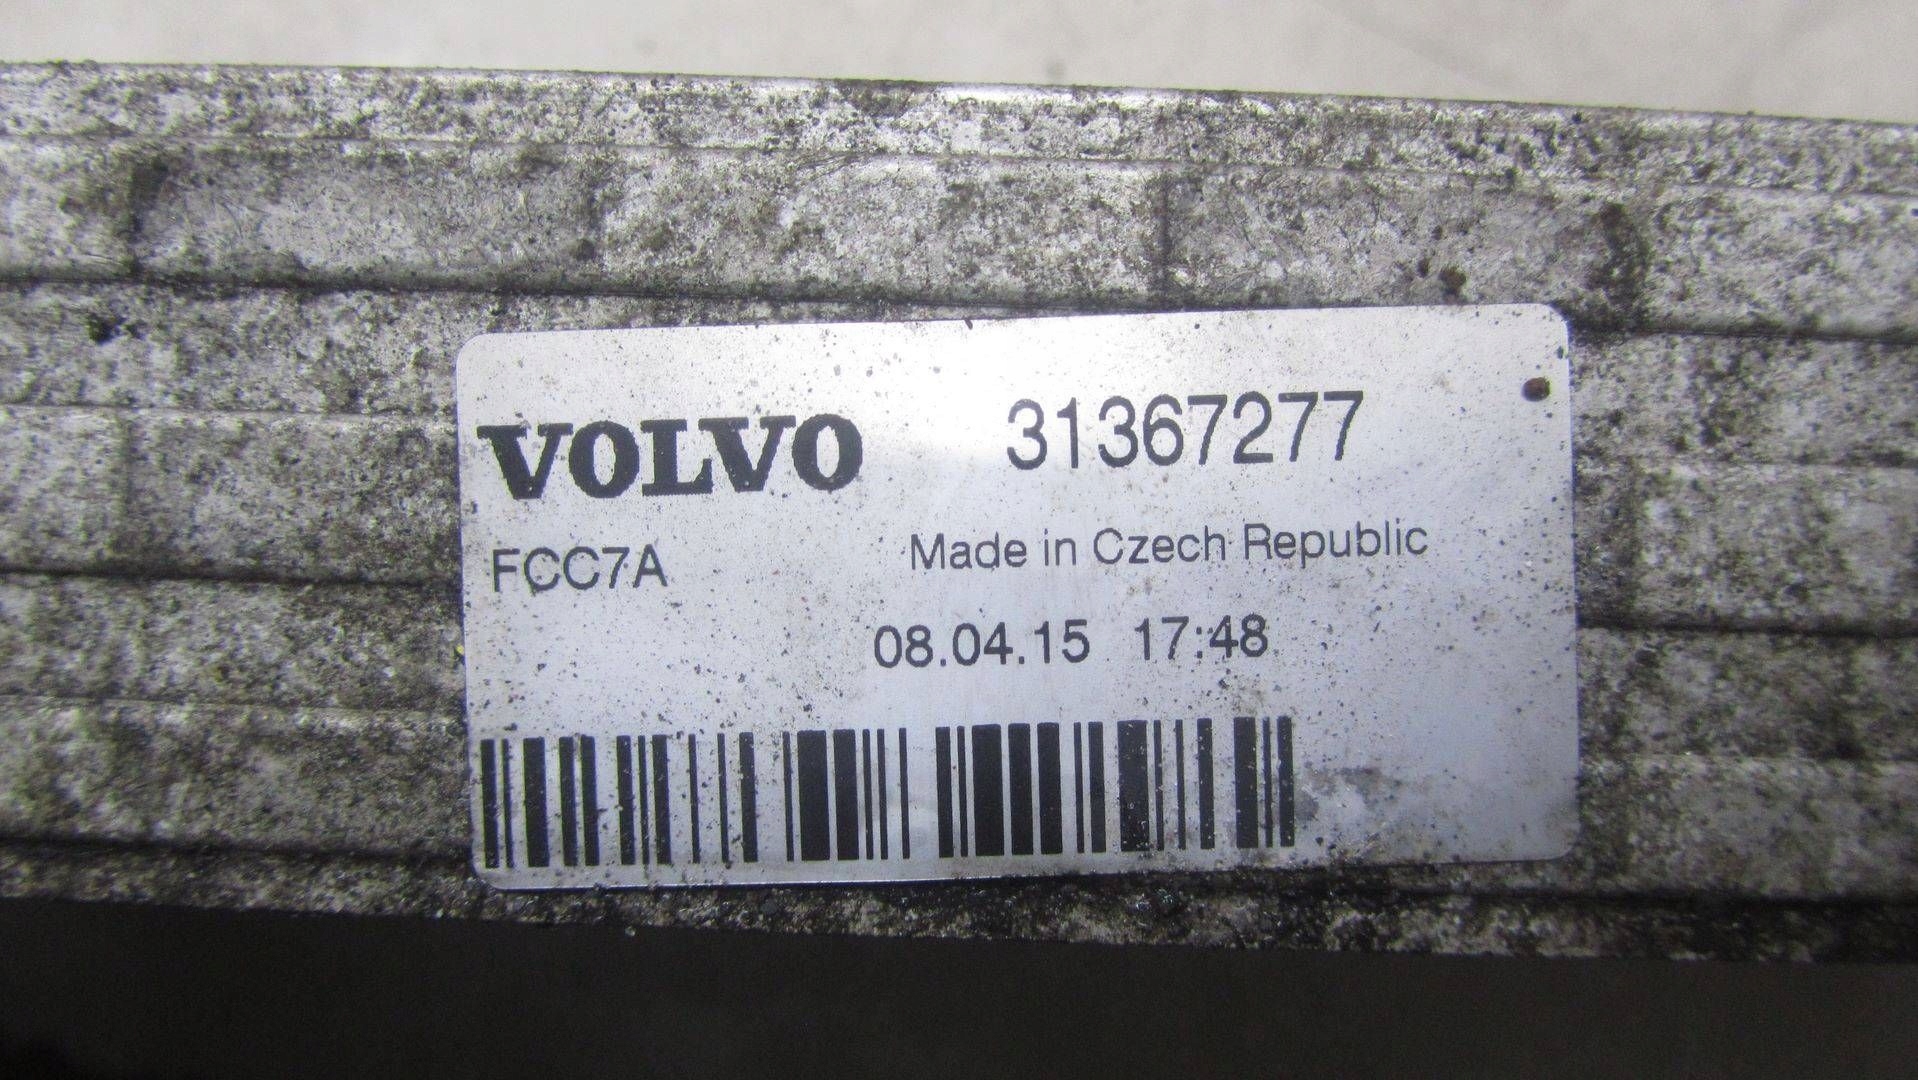 VOLVO 31367277
FCC7A Made in Czech Republic
08.04.15 17:48